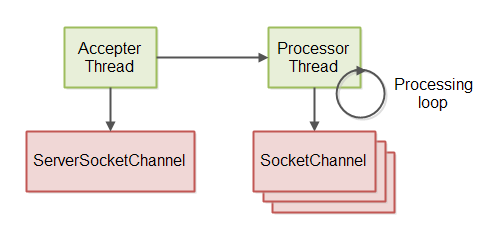 Accepter
Thread
Processor
Thread
Processing
loop
ServerSocketChannel
SocketChannel